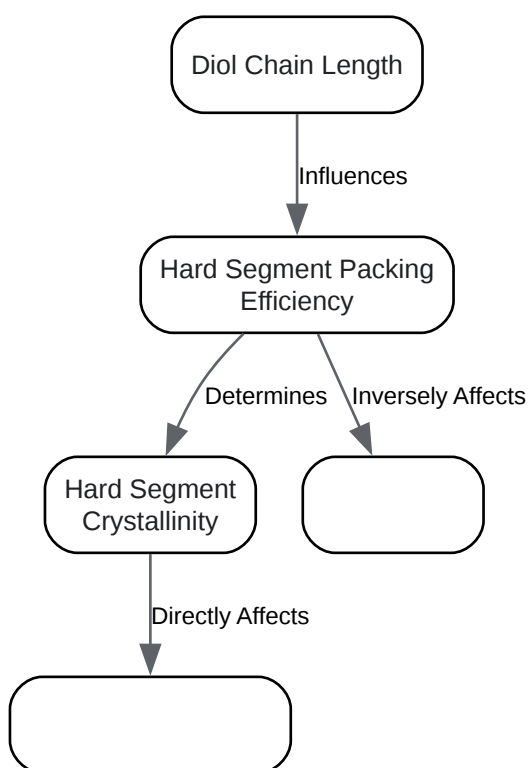 Diol Chain Length
Influences
Hard Segment Packing
Efficiency
Determines
Inversely Affects
Hard Segment
Crystallinity
Directly Affects